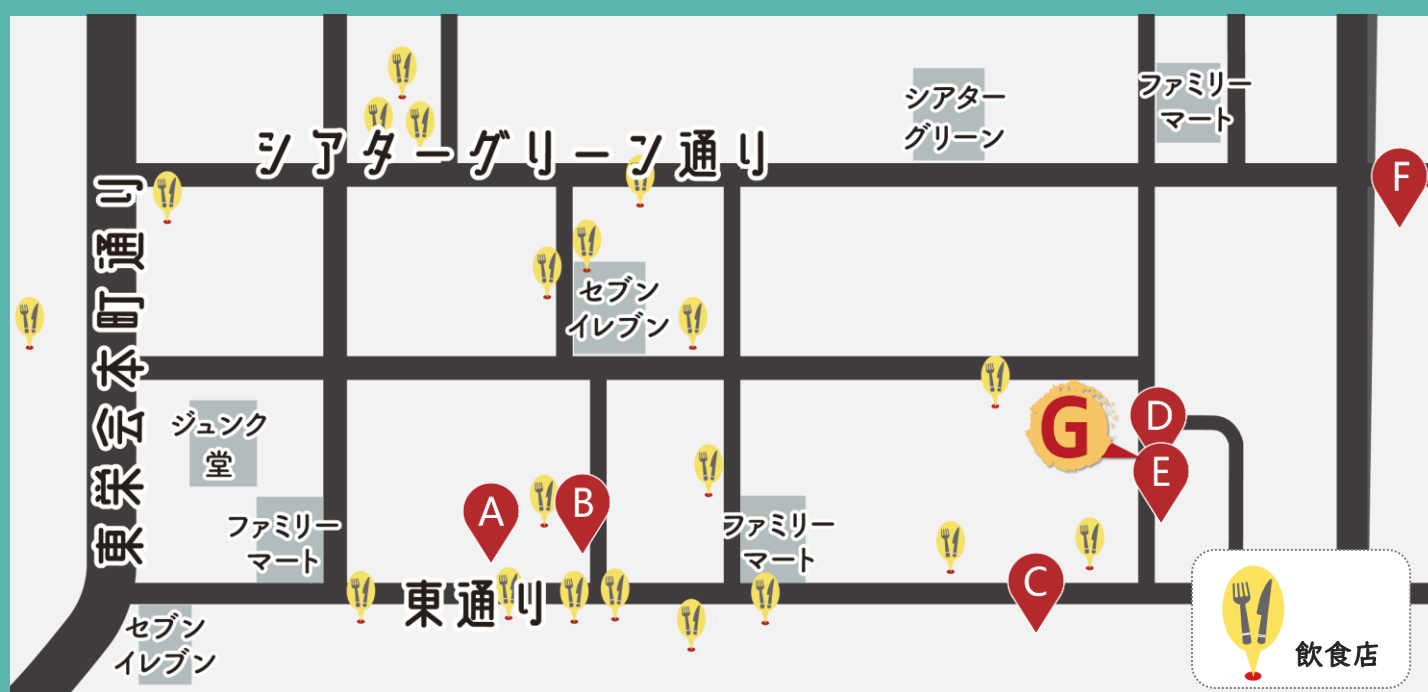 シアター
グリーン
ファミリー
マート
シアターグリーン通り
F
東栄会本町通り
セブン
イレブン
G
D
E
ジュンク
堂
A
B
ファミリー
マート
ファミリー
マート
C
東通り
セブン
イレブン
飲食店